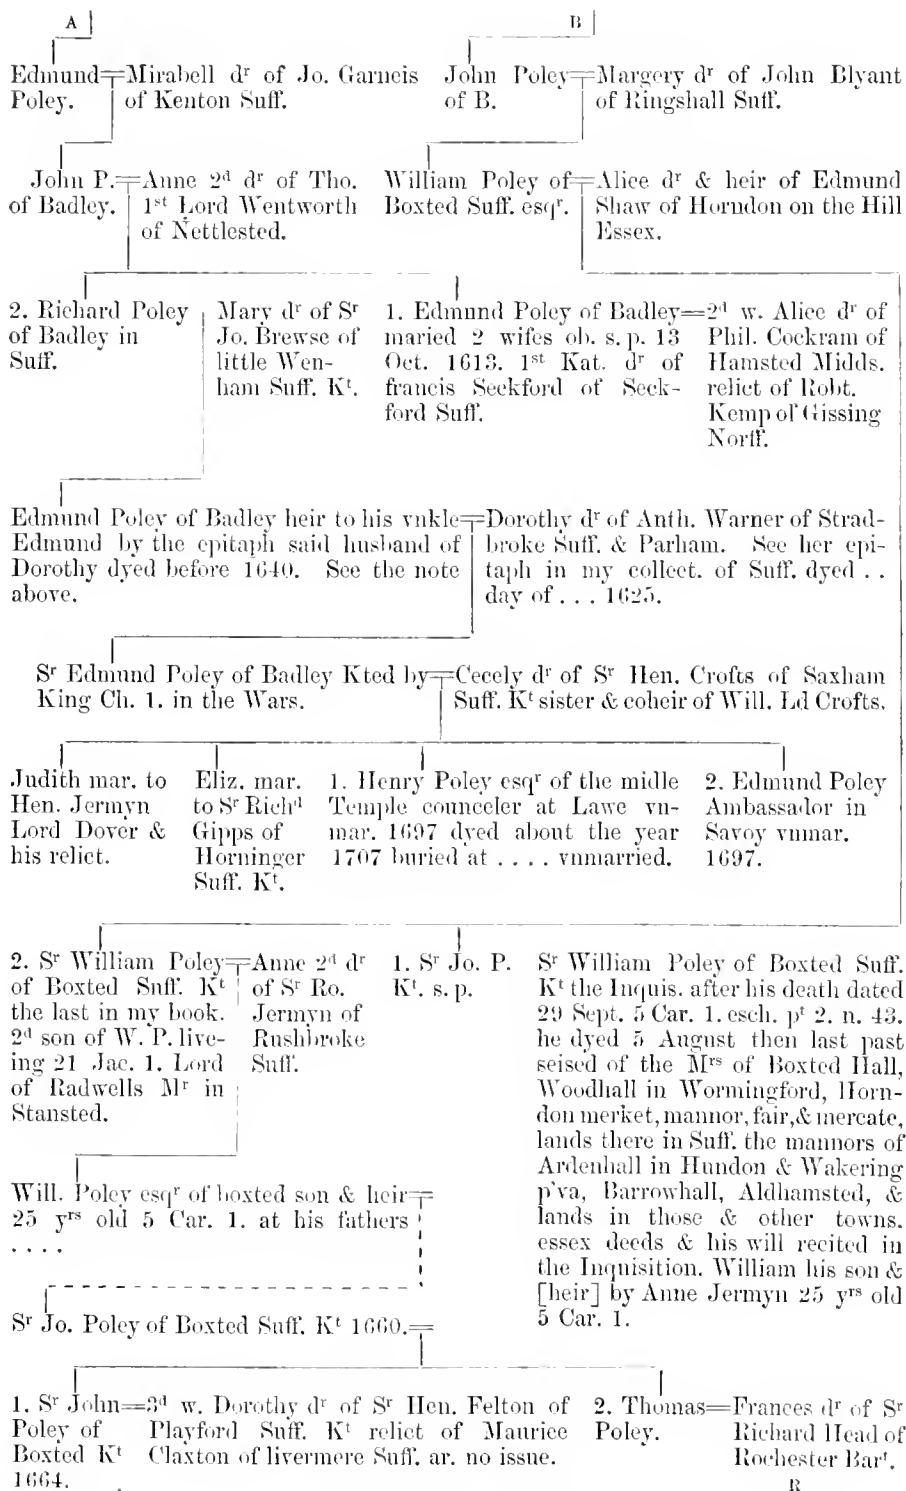 A B
Edmund Poley.
Mirabell dʳ of Jo. Garneis
of Kenton Suff.
John Poley
of B.
Margery dʳ of John Blyant
of Ringshall Suff.
John P.
of Badley.
Anne 2ᵈ dʳ of Tho.
1ˢᵗ Lord Wentworth
of Nettlested.
William Poley of
Boxted Suff. esqʳ.
Alice dʳ & heir of Edmund
Shaw of Horndon on the Hill
Essex.
2. Richard Poley
of Badley in
Suff.
Mary dʳ of Sʳ
Jo. Brewse of
little Wen-
ham Suff. Kᵗ.
1. Edmund Poley of Badley
maried 2 wifes ob. s. p. 13
Oct. 1613. 1ˢᵗ Kat. dʳ of
francis Seckford of Seck-
ford Suff.
2ᵈ w. Alice dʳ of
Phil. Cockram of
Hamsted Midds.
relict of Robt.
Kemp of Gissing
Norff.
Edmund Poley of Badley heir to his vnkle
Edmund by the epitaph said husband of
Dorothy dyed before 1640. See the note
above.
Dorothy dʳ of Anth. Warner of Strad-
broke Suff. & Parham. See her epi-
taph in my collect. of Suff. dyed . .
day of . . . 1625.
Sʳ Edmund Poley of Badley Kted by
King Ch. 1. in the Wars.
Cecely dʳ of Sʳ Hen. Crofts of Saxham
Suff. Kᵗ sister & coheir of Will. Ld Crofts.
Judith mar. to
Hen. Jermyn
Lord Dover &
his relict.
Eliz. mar.
to Sʳ Richᵈ
Gipps of
Horninger
Suff. Kᵗ.
1. Henry Poley esqʳ of the midle
Temple counceler at Lawe vn-
mar. 1697 dyed about the year
1707 buried at . . . . vnmarried.
2. Edmund Poley
Ambassador in
Savoy vnmar.
1697.
2. Sʳ William Poley
of Boxted Suff. Kᵗ
the last in my book.
2ᵈ son of W. P. live-
ing 21 Jac. 1. Lord
of Radwells Mʳ in
Stansted.
Anne 2ᵈ dʳ
of Sʳ Ro.
Jermyn of
Rushbroke
Suff.
1. Sʳ Jo. P.
Kᵗ. s. p.
Sʳ William Poley of Boxted Suff.
Kᵗ the Inquis. after his death dated
29 Sept. 5 Car. 1. esch. pᵗ 2. n. 43.
he dyed 5 August then last past
seised of the Mʳˢ of Boxted Hall,
Woodhall in Wormingford, Horn-
don merket, mannor, fair, & mercate,
lands there in Suff. the mannors of
Ardenhall in Hundon & Wakering
p'va, Barrowhall, Aldhamsted, &
lands in those & other towns.
essex deeds & his will recited in
the Inquisition. William his son &
[heir] by Anne Jermyn 25 yʳˢ old
5 Car. 1.
Will. Poley esqʳ of boxted son & heir
25 yʳˢ old 5 Car. 1. at his fathers
. . . .
Sʳ Jo. Poley of Boxted Suff. Kᵗ 1660.
1. Sʳ John
Poley of
Boxted Kᵗ
1664.
3ᵈ w. Dorothy dʳ of Sʳ Hen. Felton of
Playford Suff. Kᵗ relict of Maurice
Claxton of livermere Suff. ar. no issue.
2. Thomas
Poley.
Frances dʳ of Sʳ
Richard Head of
Rochester Barᵗ.
R